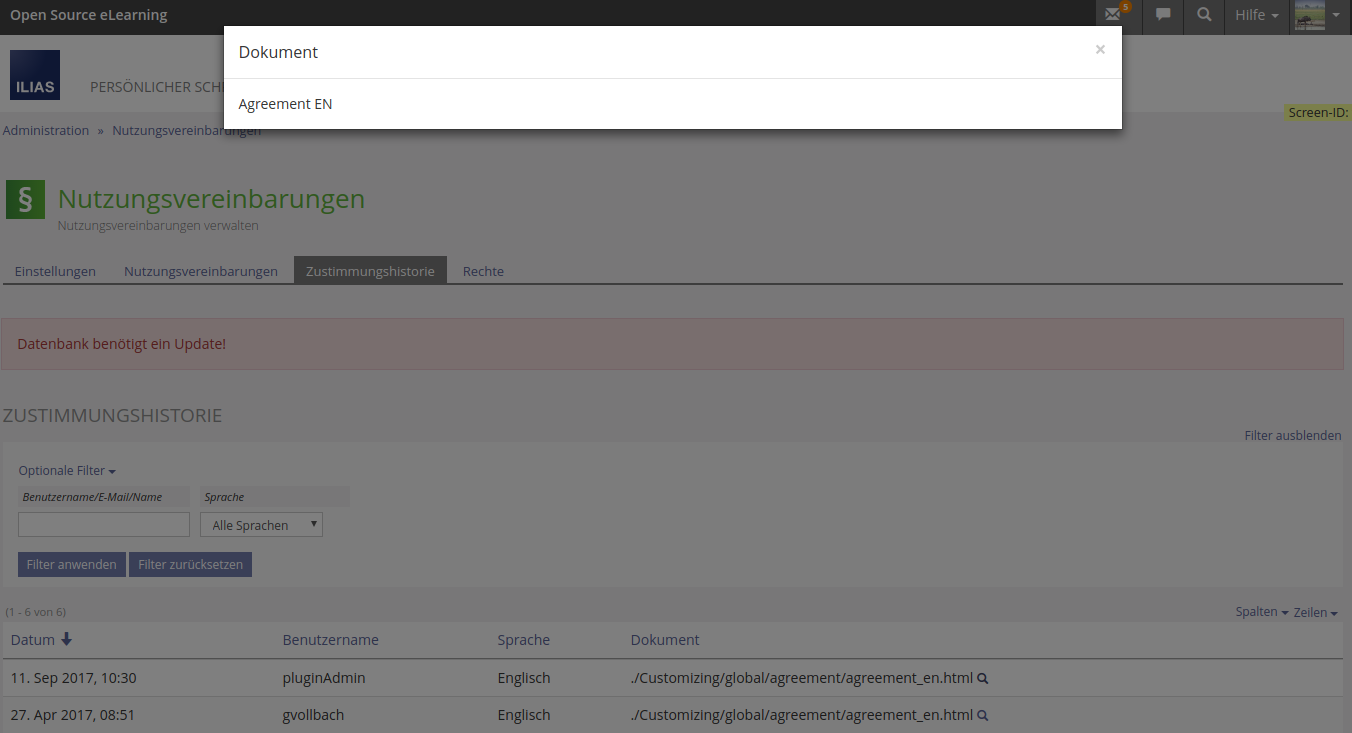 Open Source eLearning
5
Hilfe
Dokument
×
Agreement EN
ILIAS
PERSÖNLICHER SCH
Screen-ID:
Administration » Nutzungsvereinbarungen
§
Nutzungsvereinbarungen
Nutzungsvereinbarungen verwalten
Einstellungen Nutzungsvereinbarungen Zustimmungshistorie Rechte
Datenbank benötigt ein Update!
ZUSTIMMUNGSHISTORIE
Filter ausblenden
Optionale Filter
Benutzername/E-Mail/Name Sprache
Alle Sprachen
Filter anwenden Filter zurücksetzen
(1 - 6 von 6) Spalten Zeilen
Datum Benutzername Sprache Dokument
11. Sep 2017, 10:30 pluginAdmin Englisch ./Customizing/global/agreement/agreement_en.html
27. Apr 2017, 08:51 gvollbach Englisch ./Customizing/global/agreement/agreement_en.html